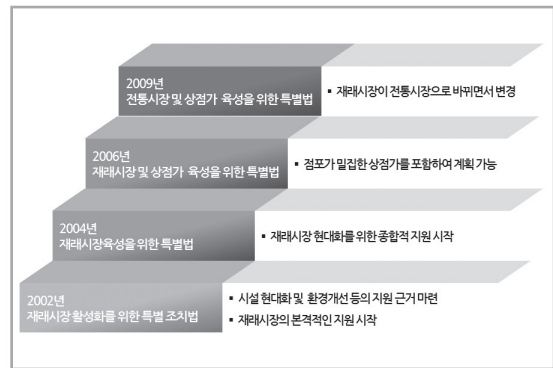 2009년
전통시장 및 상점가 육성을 위한 특별법
▪ 재래시장이 전통시장으로 바뀌면서 변경
2006년
재래시장 및 상점가 육성을 위한 특별법
▪ 점포가 밀집한 상점가를 포함하여 계획 가능
2004년
재래시장육성을 위한 특별법
▪ 재래시장 현대화를 위한 종합적 지원 시작
2002년
재래시장 활성화를 위한 특별 조치법
▪ 시설 현대화 및 환경개선 등의 지원 근거 마련
▪ 재래시장의 본격적인 지원 시작